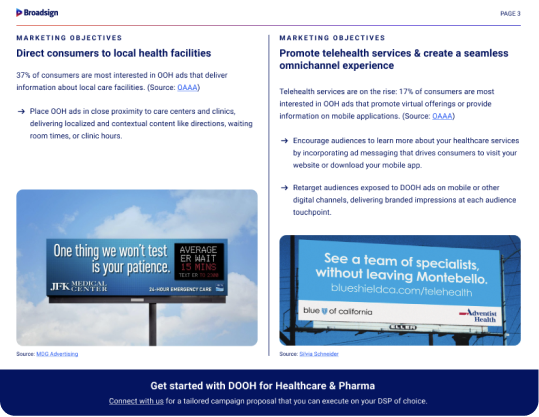 Broadsign
PAGE 3
MARKETING OBJECTIVES
Direct consumers to local health facilities
37% of consumers are most interested in OOH ads that deliver
information about local care facilities. (Source: OAAA)
→ Place OOH ads in close proximity to care centers and clinics,
delivering localized and contextual content like directions, waiting
room times, or clinic hours.
One thing we won't test
is your patience.
AVERAGE
ER WAIT
15 MINS
JFK MEDICAL
CENTER
24-HOUR EMERGENCY CARE
Source: MDG Advertising
MARKETING OBJECTIVES
Promote telehealth services & create a seamless
omnichannel experience
Telehealth services are on the rise: 17% of consumers are most
interested in OOH ads that promote virtual offerings or provide
information on mobile applications. (Source: OAAA)
→ Encourage audiences to learn more about your healthcare services
by incorporating ad messaging that drives consumers to visit your
website or download your mobile app.
→ Retarget audiences exposed to DOOH ads on mobile or other
digital channels, delivering branded impressions at each audience
touchpoint.
See a team of specialists,
without leaving Montebello.
blueshieldca.com/telehealth
blue of california
Adventist
Health
Source: Silvia Schneider
Get started with DOOH for Healthcare & Pharma
Connect with us for a tailored campaign proposal that you can execute on your DSP of choice.